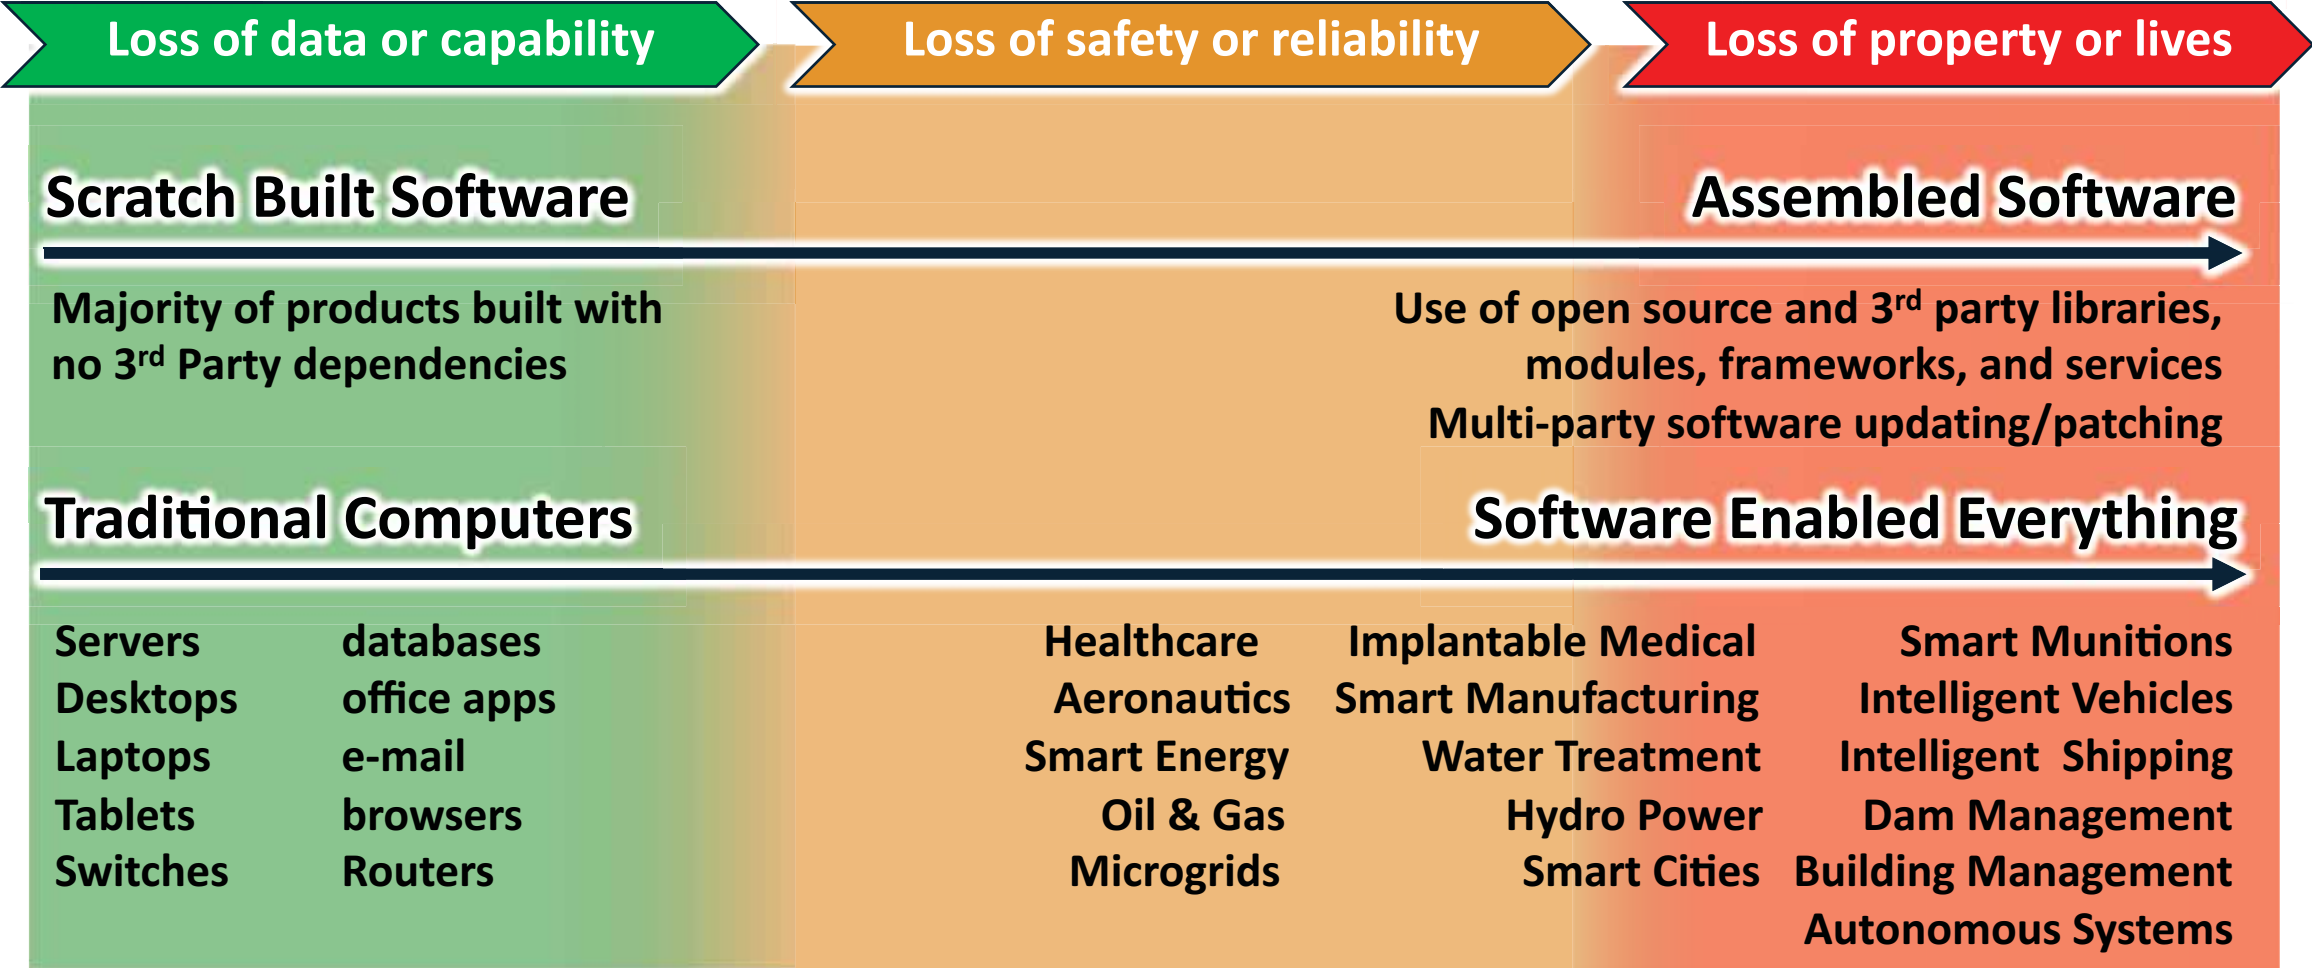 Loss of data or capability
Loss of safety or reliability
Loss of property or lives
Scratch Built Software
Assembled Software
Majority of products built with
no 3rd Party dependencies
Use of open source and 3rd party libraries,
modules, frameworks, and services
Multi-party software updating/patching
Traditional Computers
Software Enabled Everything
Servers databases
Desktops office apps
Laptops e-mail
Tablets browsers
Switches Routers
Healthcare Implantable Medical Smart Munitions
Aeronautics Smart Manufacturing Intelligent Vehicles
Smart Energy Water Treatment Intelligent Shipping
Oil & Gas Hydro Power Dam Management
Microgrids Smart Cities Building Management
Autonomous Systems